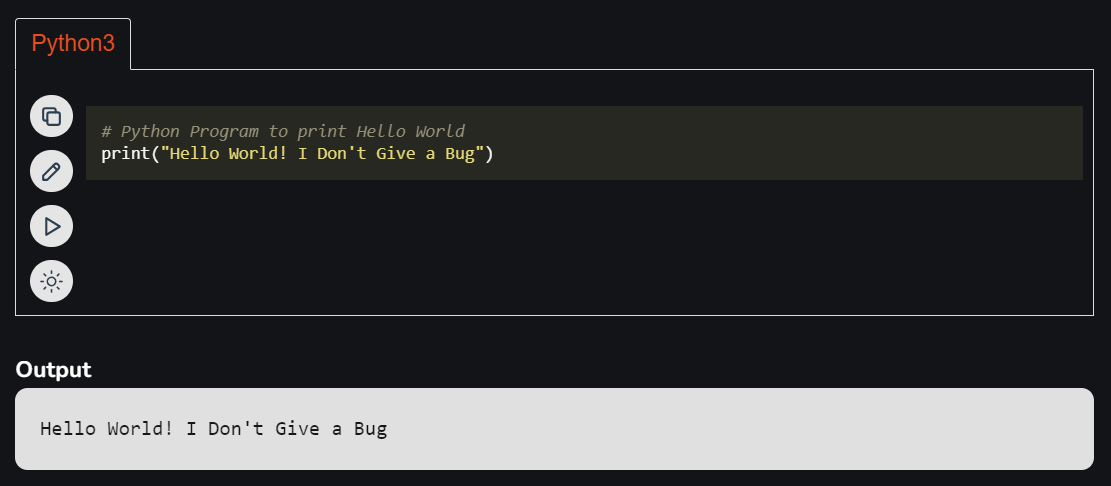 Python3
# Python Program to print Hello World
print("Hello World! I Don't Give a Bug")
Output
Hello World! I Don't Give a Bug